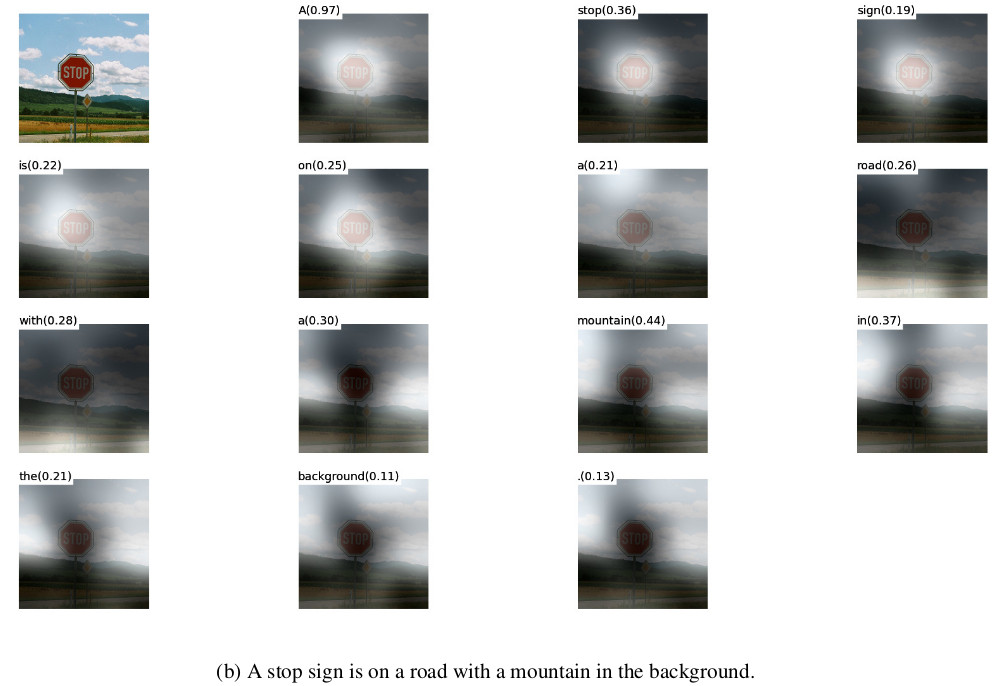 A(0.97) stop(0.36) sign(0.19)
STOP STOP STOP STOP
is(0.22) on(0.25) a(0.21) road(0.26)
STOP STOP STOP STOP
with(0.28) a(0.30) mountain(0.44) in(0.37)
STOP STOP STOP STOP
the(0.21) background(0.11) .(0.13)
STOP STOP STOP
(b) A stop sign is on a road with a mountain in the background.